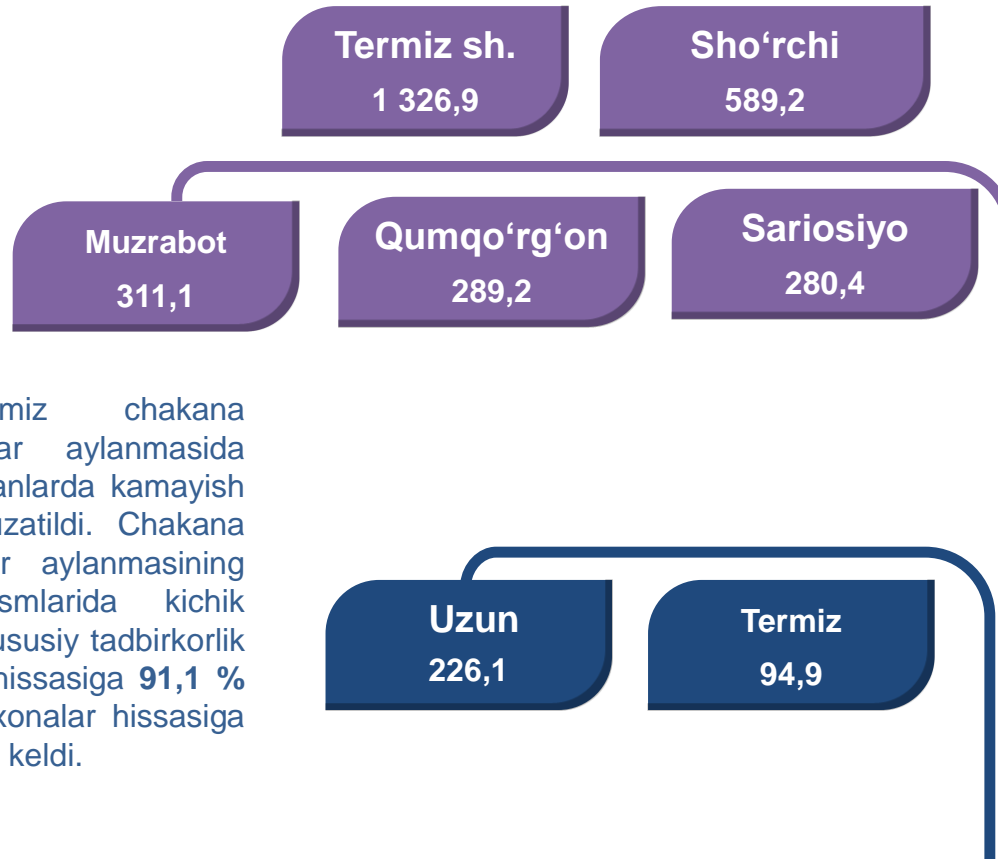 Termiz sh.
1 326,9
Sho‘rchi
589,2
Muzrabot
311,1
Qumqo‘rg‘on
289,2
Sariosiyo
280,4
chakana
aylanmasida
kamayish
Chakana
aylanmasining
kichik
tadbirkorlik
hissasiga 91,1 %
hissasiga
keldi.
Uzun
226,1
Termiz
94,9